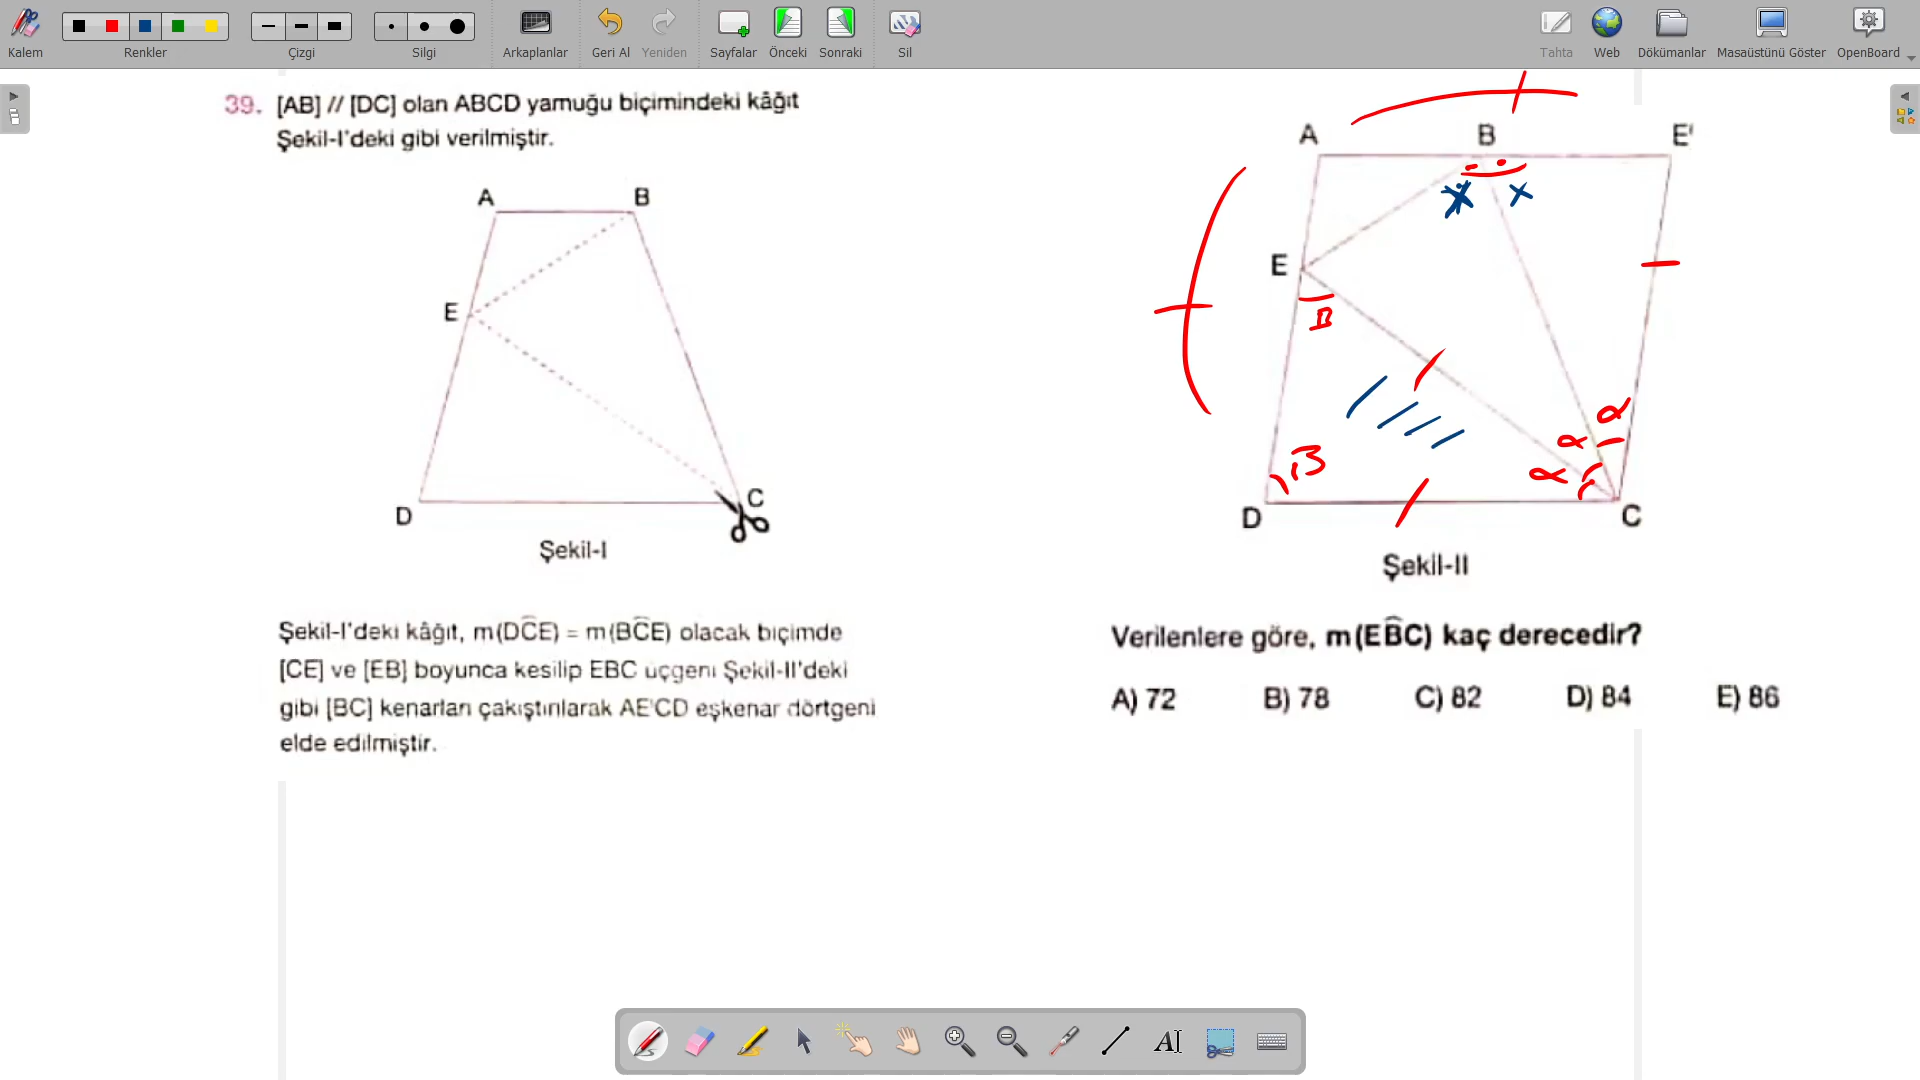 Kalem
Renkler
Çizgi
Silgi
Arkaplanlar
Geri Al
Yeniden
Sayfalar
Önceki
Sonraki
Sil
Tahta
Web
Dökümanlar
Masaüstünü Göster
OpenBoard
39. [AB] // [DC] olan ABCD yamuğu biçimindeki kâğıt
Şekil-I'deki gibi verilmiştir.
A
B
E
D
C
Şekil-I
Şekil-I'deki kâğıt, m(DCE) = m(BCE) olacak biçimde
[CE] ve [EB] boyunca kesilip EBC üçgeni Şekil-II'deki
gibi [BC] kenarları çakıştırılarak AE'CD eşkenar dörtgeni
elde edilmiştir.
A
B
E'
x
x
E
B
α
α
α
β
D
C
Şekil-II
Verilenlere göre, m(EBC) kaç derecedir?
A) 72 B) 78 C) 82 D) 84 E) 86